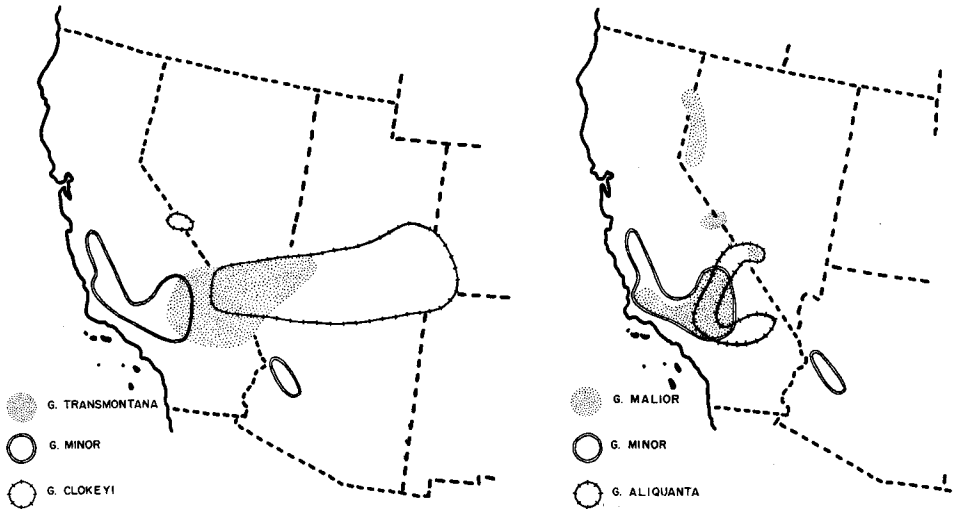 G. TRANSMONTANA
G. MINOR
G. CLOKEYI
G. MALIOR
G. MINOR
G. ALIQUANTA